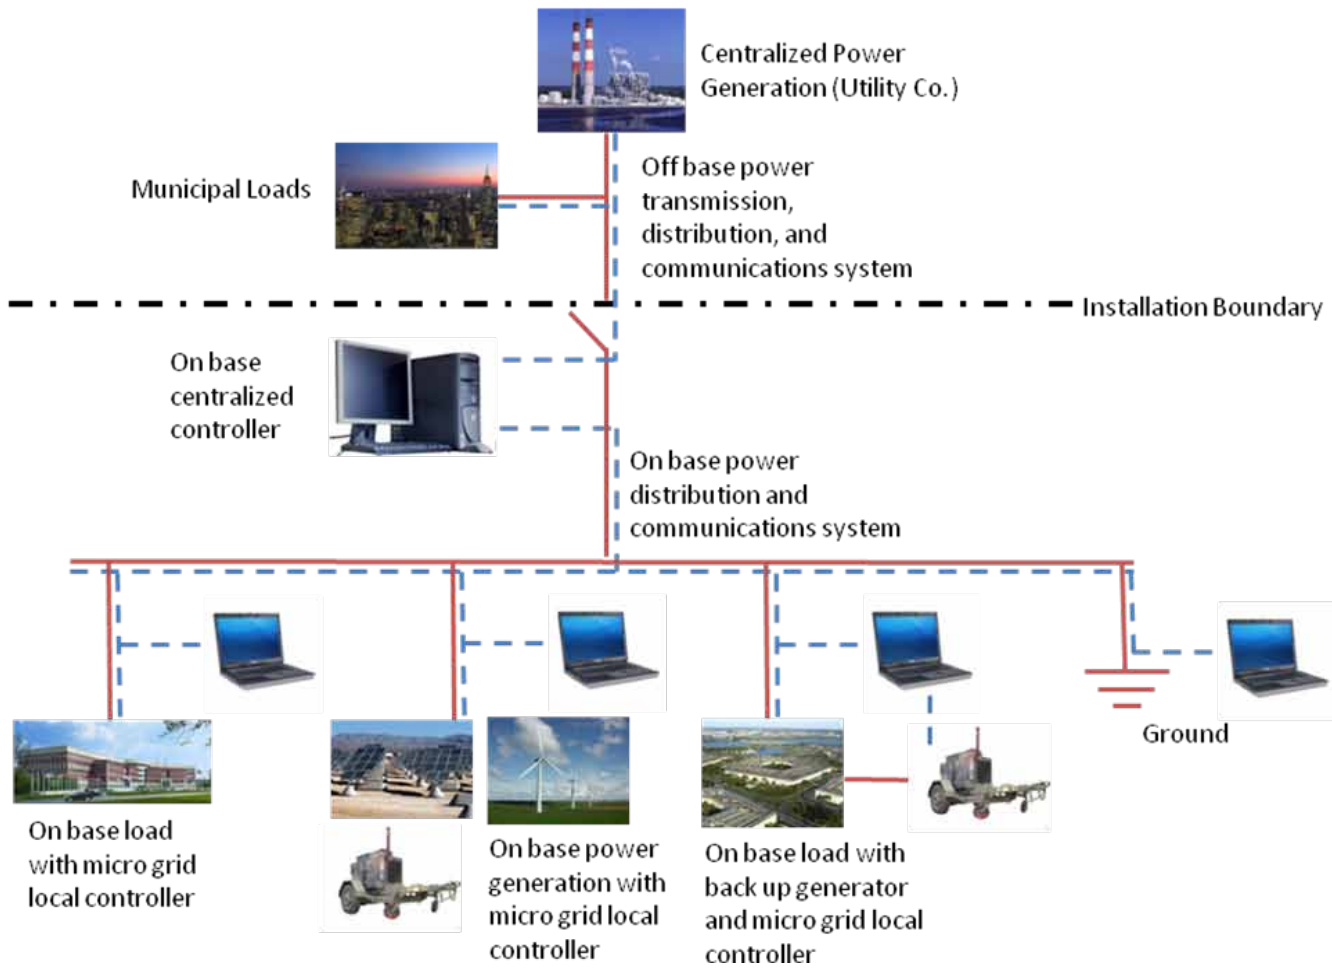 Centralized Power
Generation (Utility Co.)
Municipal Loads
Off base power
transmission,
distribution, and
communications system
Installation Boundary
On base
centralized
controller
On base power
distribution and
communications system
Ground
On base load
with micro grid
local controller
On base power
generation with
micro grid local
controller
On base load with
back up generator
and micro grid local
controller